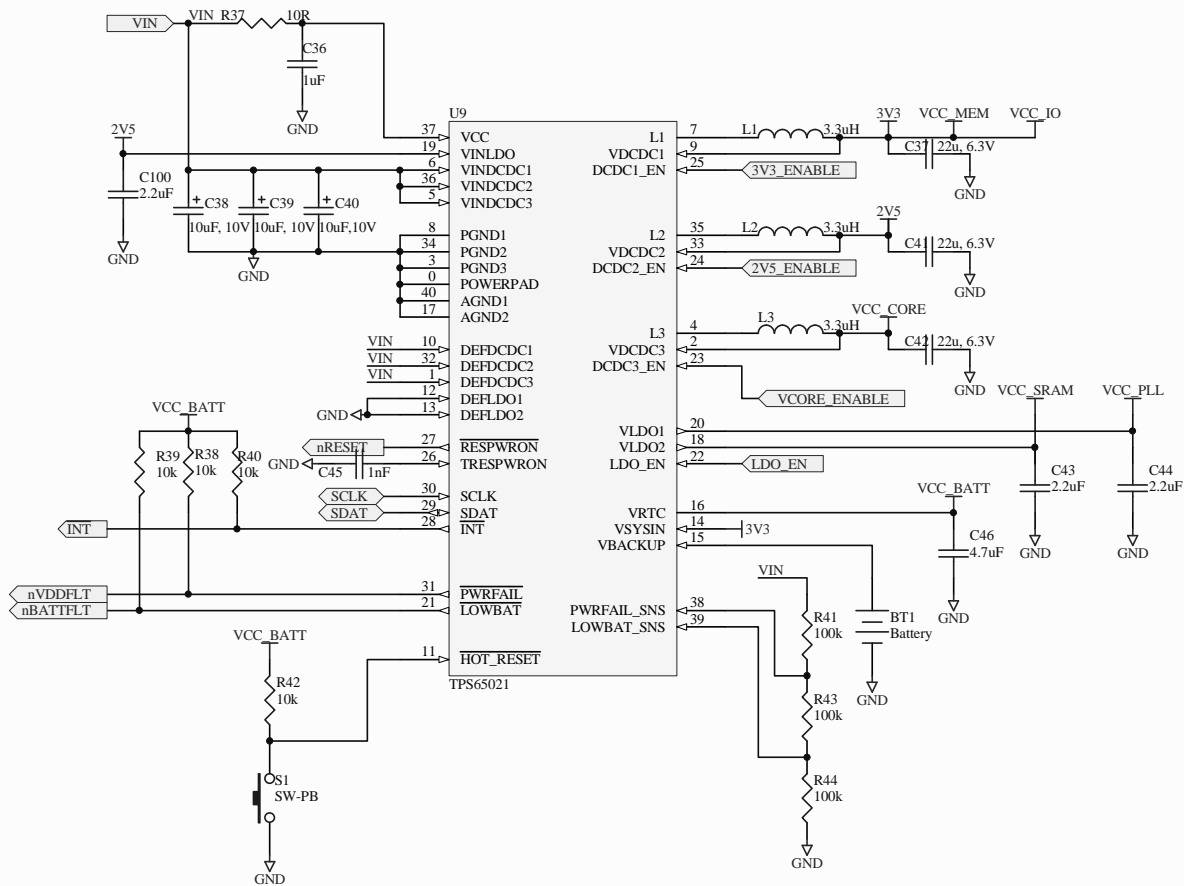 VIN
VIN
R37
10R
C36
1uF
GND
U9
2V5
C100
2.2uF
GND
C38
10uF, 10V
C39
10uF, 10V
C40
10uF,10V
GND
37 VCC
19 VINLDO
6 VINDCDC1
36 VINDCDC2
5 VINDCDC3
8 PGND1
34 PGND2
3 PGND3
0 POWERPAD
40 AGND1
17 AGND2
VIN 10 DEFDCDC1
VIN 32 DEFDCDC2
VIN 1 DEFDCDC3
12 DEFLDO1
GND 13 DEFLDO2
nRESET 27 RESPWRON
GND C45 1nF 26 TRESPWRON
SCLK 30 SCLK
SDAT 29 SDAT
INT 28 INT
VCC_BATT
R39
10k
R38
10k
R40
10k
nVDDFLT 31 PWRFAIL
nBATTFLT 21 LOWBAT
VCC_BATT
11 HOT_RESET
R42
10k
S1
SW-PB
GND
TPS65021
L1 7
VDCDC1 9
DCDC1_EN 25 3V3_ENABLE
L1 3.3uH
3V3
VCC_MEM
VCC_IO
C37 22u, 6.3V
GND
L2 35
VDCDC2 33
DCDC2_EN 24 2V5_ENABLE
L2 3.3uH
2V5
C41 22u, 6.3V
GND
L3 4
VDCDC3 2
DCDC3_EN 23
VCORE_ENABLE
L3 3.3uH
VCC_CORE
C42 22u, 6.3V
GND
VLDO1 20
VLDO2 18
LDO_EN 22 LDO_EN
VCC_SRAM
VCC_PLL
C43
2.2uF
GND
C44
2.2uF
GND
VRTC 16
VSYSIN 14 3V3
VBACKUP 15
VCC_BATT
C46
4.7uF
GND
PWRFAIL_SNS 38
LOWBAT_SNS 39
VIN
R41
100k
BT1
Battery
GND
R43
100k
R44
100k
GND